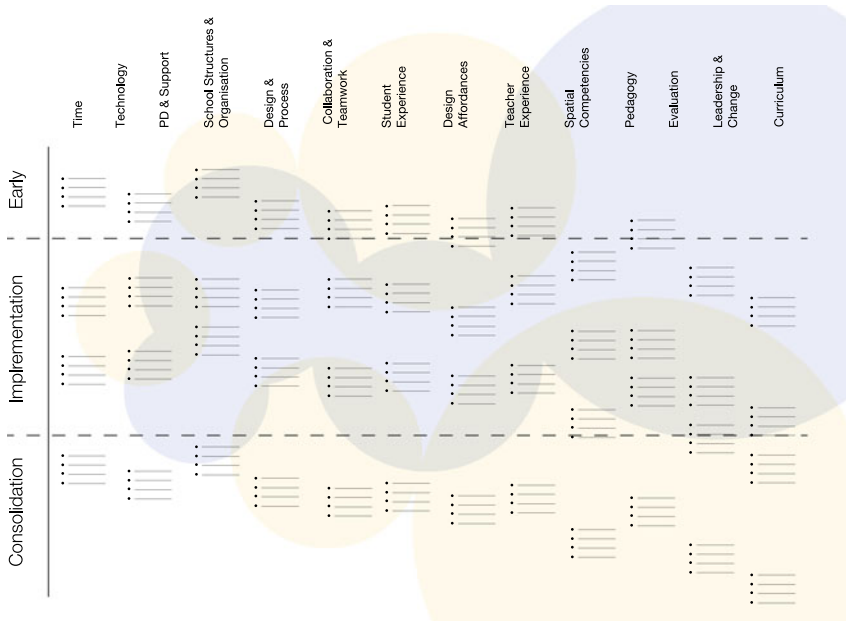 Time
Technology
PD & Support
School Structures &
Organisation
Design &
Process
Collaboration &
Teamwork
Student
Experience
Design
Affordances
Teacher
Experience
Spatial
Competencies
Pedagogy
Evaluation
Leadership &
Change
Curriculum
Early
Implrementation
Consolidation